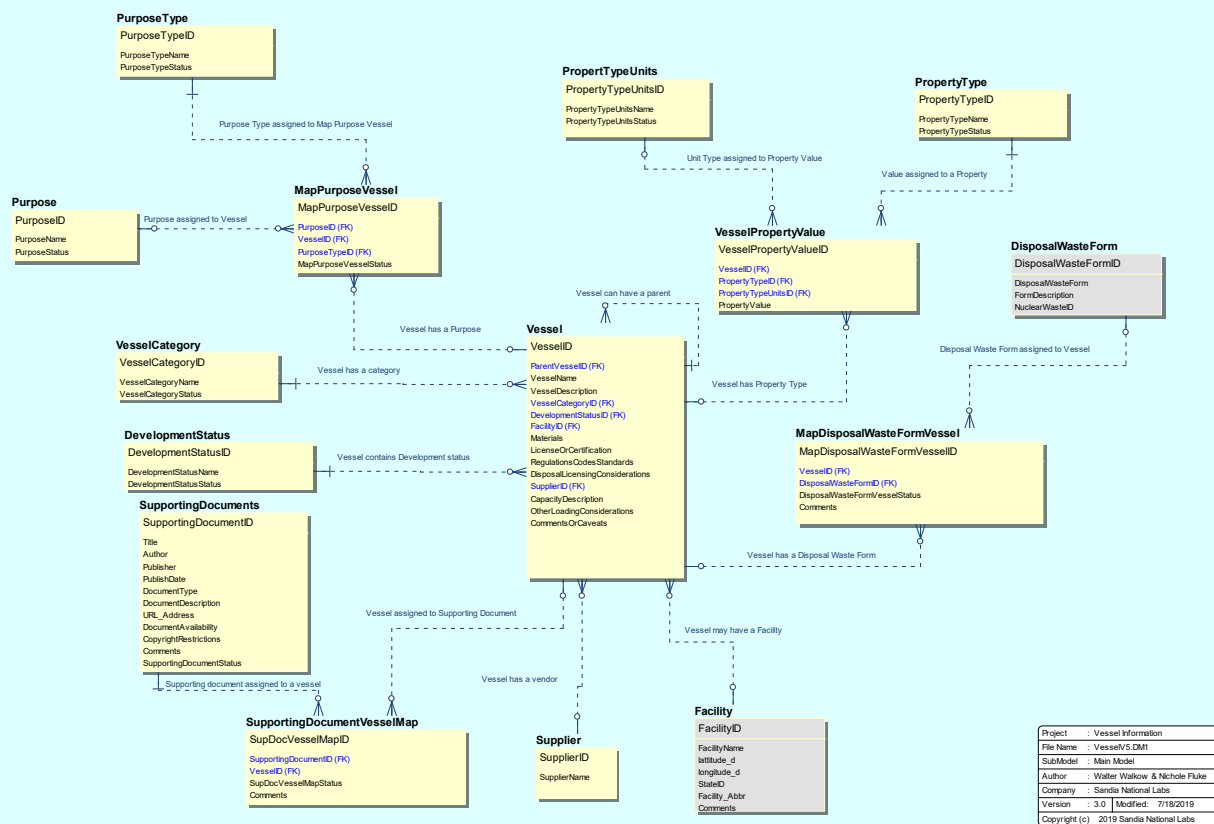 PurposeType
PurposeTypeID
PurposeTypeName
PurposeTypeStatus
PropertTypeUnits
PropertyTypeUnitsID
PropertyTypeUnitsName
PropertyTypeUnitsStatus
PropertyType
PropertyTypeID
PropertyTypeName
PropertyTypeStatus
Purpose Type assigned to Map Purpose Vessel
Unit Type assigned to Property Value
Value assigned to a Property
Purpose
PurposeID
PurposeName
PurposeStatus
Purpose assigned to Vessel
MapPurposeVessel
MapPurposeVesselID
PurposeID (FK)
VesselID (FK)
PurposeTypeID (FK)
MapPurposeVesselStatus
VesselPropertyValue
VesselPropertyValueID
VesselID (FK)
PropertyTypeID (FK)
PropertyTypeUnitsID (FK)
PropertyValue
DisposalWasteForm
DisposalWasteFormID
DisposalWasteForm
FormDescription
NuclearWasteID
Vessel can have a parent
Vessel has a Purpose
Vessel
VesselID
ParentVesselID (FK)
VesselName
VesselDescription
VesselCategoryID (FK)
DevelopmentStatusID (FK)
FacilityID (FK)
Materials
LicenseOrCertification
RegulationsCodesStandards
DisposalLicensingConsiderations
SupplierID (FK)
CapacityDescription
OtherLoadingConsiderations
CommentsOrCaveats
VesselCategory
VesselCategoryID
VesselCategoryName
VesselCategoryStatus
Vessel has a category
Vessel has Property Type
Disposal Waste Form assigned to Vessel
DevelopmentStatus
DevelopmentStatusID
DevelopmentStatusName
DevelopmentStatusStatus
Vessel contains Development status
MapDisposalWasteFormVessel
MapDisposalWasteFormVesselID
VesselID (FK)
DisposalWasteFormID (FK)
DisposalWasteFormVesselStatus
Comments
Vessel has a Disposal Waste Form
SupportingDocuments
SupportingDocumentID
Title
Author
Publisher
PublishDate
DocumentType
DocumentDescription
URL_Address
DocumentAvailability
CopyrightRestrictions
Comments
SupportingDocumentStatus
Vessel assigned to Supporting Document
Supporting document assigned to a vessel
Vessel has a vendor
Vessel may have a Facility
SupportingDocumentVesselMap
SupDocVesselMapID
SupportingDocumentID (FK)
VesselID (FK)
SupDocVesselMapStatus
Comments
Supplier
SupplierID
SupplierName
Facility
FacilityID
FacilityName
lattitude_d
longitude_d
StateID
Facility_Abbr
Comments
Project : Vessel Information
File Name : VesselV5.DM1
SubModel : Main Model
Author : Walter Walkow & Nichole Fluke
Company : Sandia National Labs
Version : 3.0 Modified: 7/18/2019
Copyright (c) 2019 Sandia National Labs